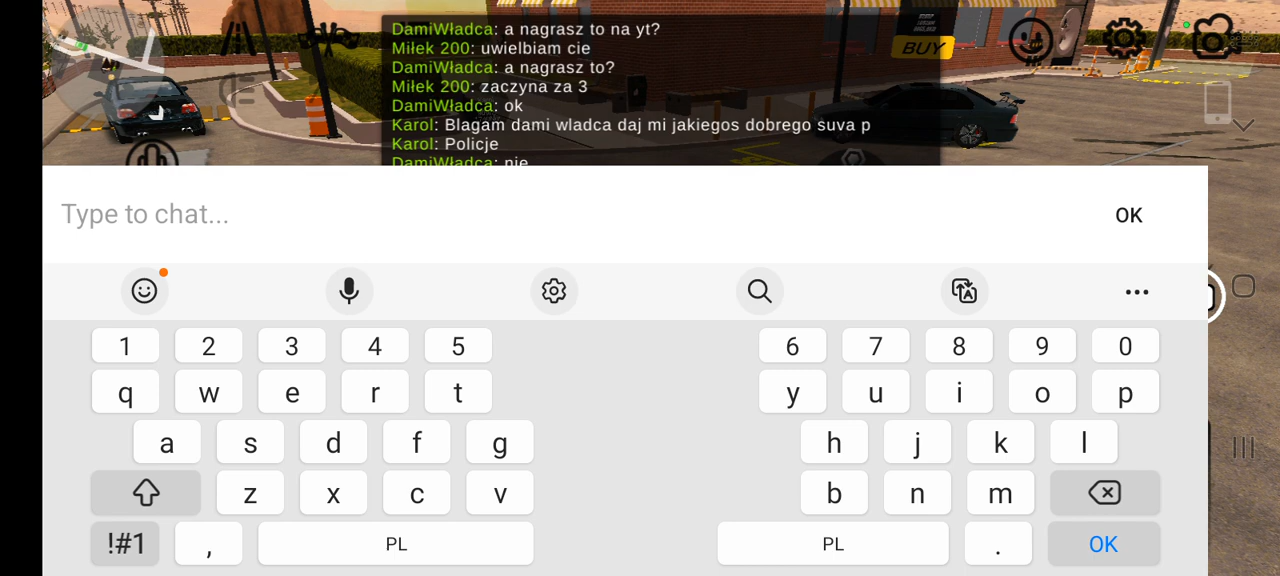 DamiWładca: a nagrasz to na yt?
Miłek 200: uwielbiam cie
DamiWładca: a nagrasz to?
Miłek 200: zaczyna za 3
DamiWładca: ok
Karol: Blagam dami wladca daj mi jakiegos dobrego suva p
Karol: Policje
DamiWładca: nie
BUY
Type to chat...
OK
1 2 3 4 5 6 7 8 9 0
q w e r t y u i o p
a s d f g h j k l
z x c v b n m
!#1 , PL PL . OK